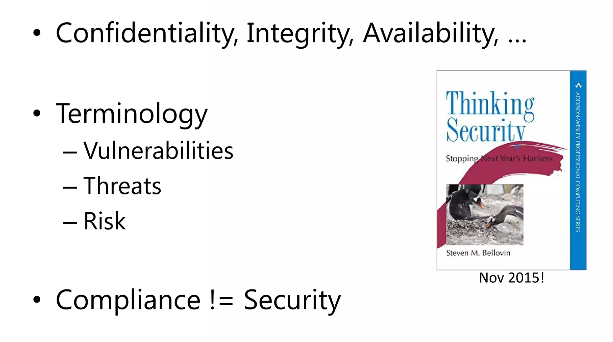 • Confidentiality, Integrity, Availability, ...
• Terminology
– Vulnerabilities
– Threats
– Risk
• Compliance != Security
Thinking
Security
Stopping Next Year's Hackers
Steven M. Bellovin
ADDISON-WESLEY PROFESSIONAL COMPUTING SERIES
Nov 2015!